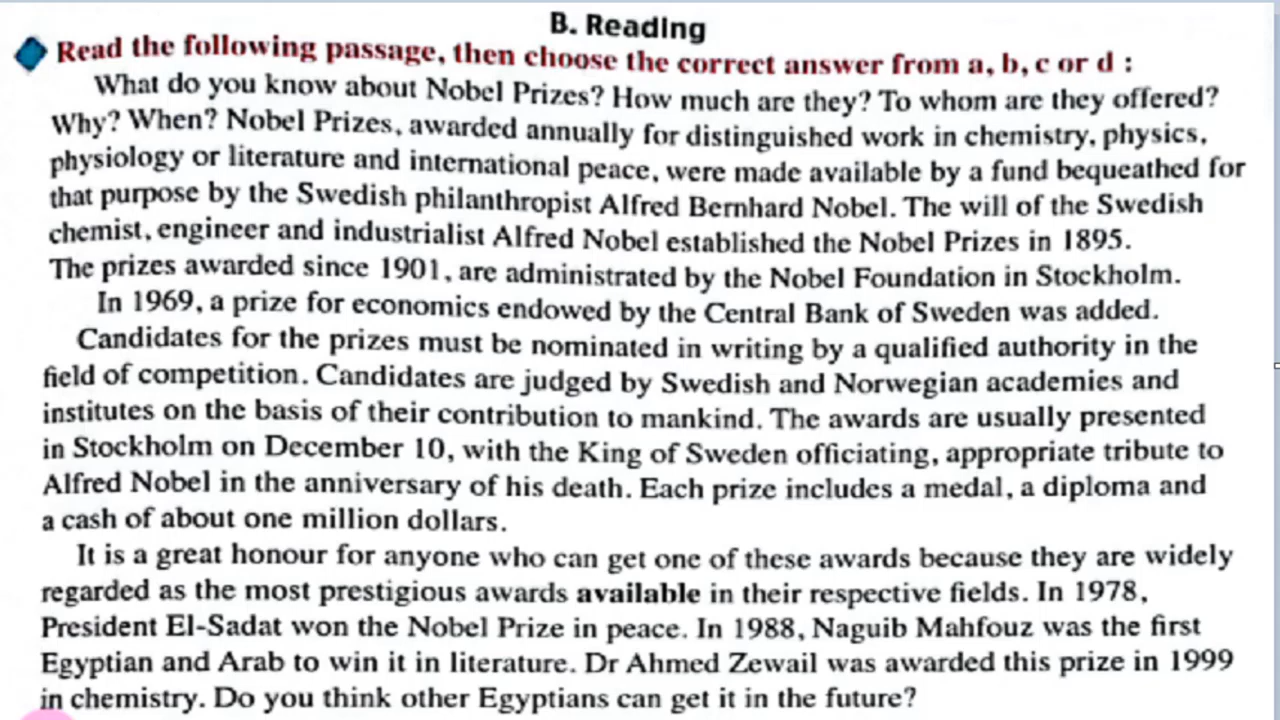 B. Reading
Read the following passage, then choose the correct answer from a, b, c or d :
What do you know about Nobel Prizes? How much are they? To whom are they offered?
Why? When? Nobel Prizes, awarded annually for distinguished work in chemistry, physics,
physiology or literature and international peace, were made available by a fund bequeathed for
that purpose by the Swedish philanthropist Alfred Bernhard Nobel. The will of the Swedish
chemist, engineer and industrialist Alfred Nobel established the Nobel Prizes in 1895.
The prizes awarded since 1901, are administrated by the Nobel Foundation in Stockholm.
In 1969, a prize for economics endowed by the Central Bank of Sweden was added.
Candidates for the prizes must be nominated in writing by a qualified authority in the
field of competition. Candidates are judged by Swedish and Norwegian academies and
institutes on the basis of their contribution to mankind. The awards are usually presented
in Stockholm on December 10, with the King of Sweden officiating, appropriate tribute to
Alfred Nobel in the anniversary of his death. Each prize includes a medal, a diploma and
a cash of about one million dollars.
It is a great honour for anyone who can get one of these awards because they are widely
regarded as the most prestigious awards available in their respective fields. In 1978,
President El-Sadat won the Nobel Prize in peace. In 1988, Naguib Mahfouz was the first
Egyptian and Arab to win it in literature. Dr Ahmed Zewail was awarded this prize in 1999
in chemistry. Do you think other Egyptians can get it in the future?